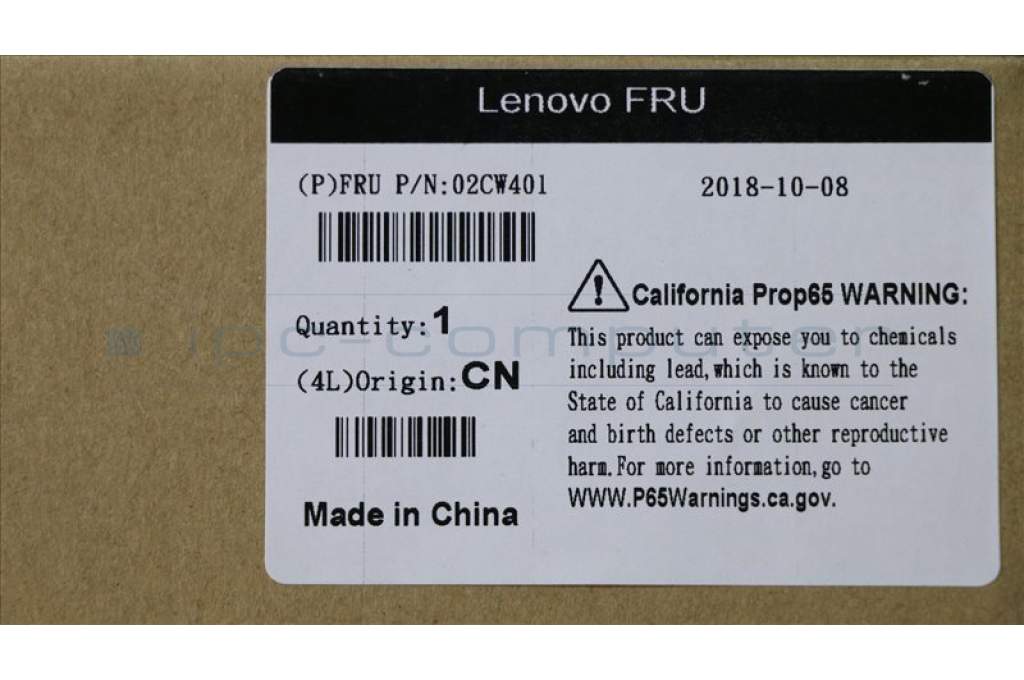 Lenovo FRU
(P)FRU P/N:02CW401
2018-10-08
Quantity:1
(4L)Origin:CN
Made in China
California Prop65 WARNING:
This product can expose you to chemicals
including lead,which is known to the
State of California to cause cancer
and birth defects or other reproductive
harm.For more information,go to
WWW.P65Warnings.ca.gov.
ipc-computer